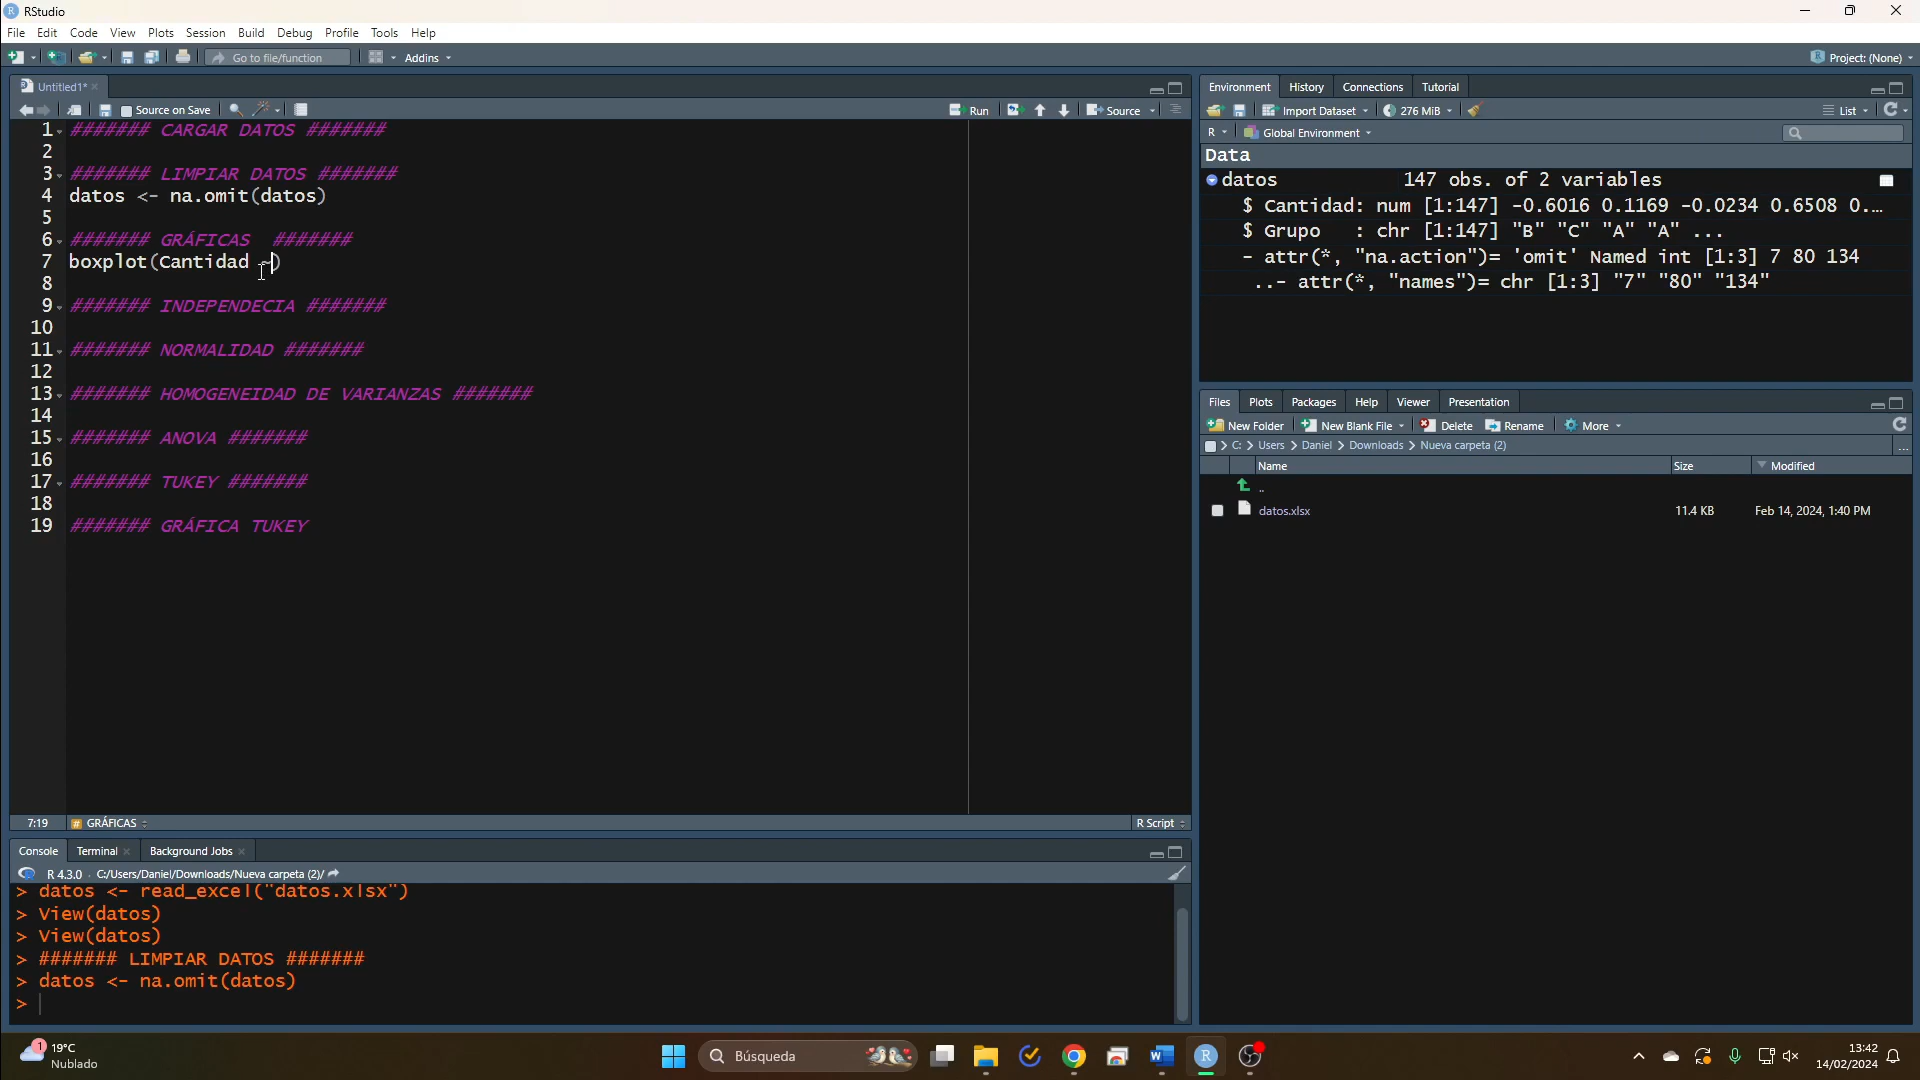 RStudio
File Edit Code View Plots Session Build Debug Profile Tools Help
Go to file/function Addins Project: (None)
Untitled1*
Source on Save Run Source
1 ####### CARGAR DATOS #######
2
3 ####### LIMPIAR DATOS #######
4 datos <- na.omit(datos)
5
6 ####### GRÁFICAS  #######
7 boxplot(Cantidad ~)
8
9 ####### INDEPENDECIA #######
10
11 ####### NORMALIDAD #######
12
13 ####### HOMOGENEIDAD DE VARIANZAS #######
14
15 ####### ANOVA #######
16
17 ####### TUKEY #######
18
19 ####### GRÁFICA TUKEY
7:19 # GRÁFICAS R Script
Console Terminal Background Jobs
R 4.3.0 · C:/Users/Daniel/Downloads/Nueva carpeta (2)/
> datos <- read_excel("datos.xlsx")
> View(datos)
> View(datos)
> ####### LIMPIAR DATOS #######
> datos <- na.omit(datos)
>
Environment History Connections Tutorial
Import Dataset 276 MiB List
R Global Environment
Data
datos 147 obs. of 2 variables
$ Cantidad: num [1:147] -0.6016 0.1169 -0.0234 0.6508 0.…
$ Grupo   : chr [1:147] "B" "C" "A" "A" ...
- attr(*, "na.action")= 'omit' Named int [1:3] 7 80 134
..- attr(*, "names")= chr [1:3] "7" "80" "134"
Files Plots Packages Help Viewer Presentation
New Folder New Blank File Delete Rename More
C: Users Daniel Downloads Nueva carpeta (2) ...
Name Size Modified
..
datos.xlsx 11.4 KB Feb 14, 2024, 1:40 PM
1 19°C
Nublado
Búsqueda
13:42
14/02/2024